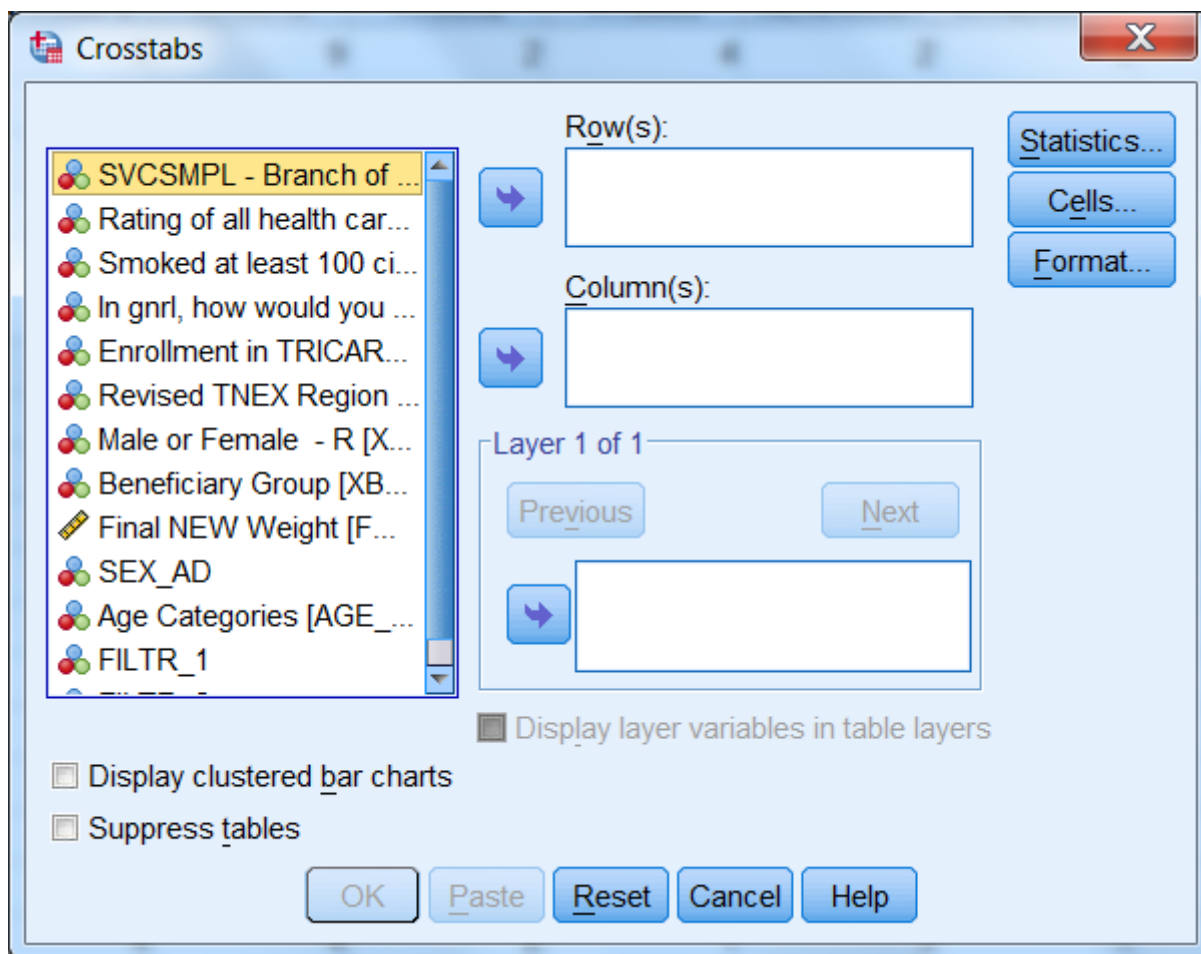 Crosstabs
SVCSMPL - Branch of ...
Rating of all health car...
Smoked at least 100 ci...
In gnrl, how would you ...
Enrollment in TRICAR...
Revised TNEX Region ...
Male or Female  - R [X...
Beneficiary Group [XB...
Final NEW Weight [F...
SEX_AD
Age Categories [AGE_...
FILTR_1
Row(s):
Column(s):
Layer 1 of 1
Previous
Next
Display layer variables in table layers
Statistics...
Cells...
Format...
Display clustered bar charts
Suppress tables
OK
Paste
Reset
Cancel
Help